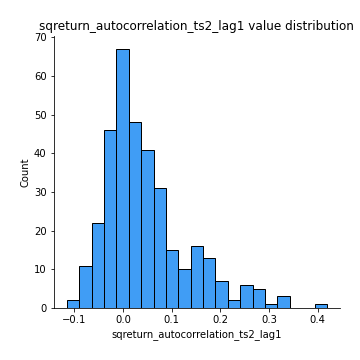 sqreturn_autocorrelation_ts2_lag1 value distribution
70
60
50
40
30
20
10
0
Count
−0.1 0.0 0.1 0.2 0.3 0.4
sqreturn_autocorrelation_ts2_lag1